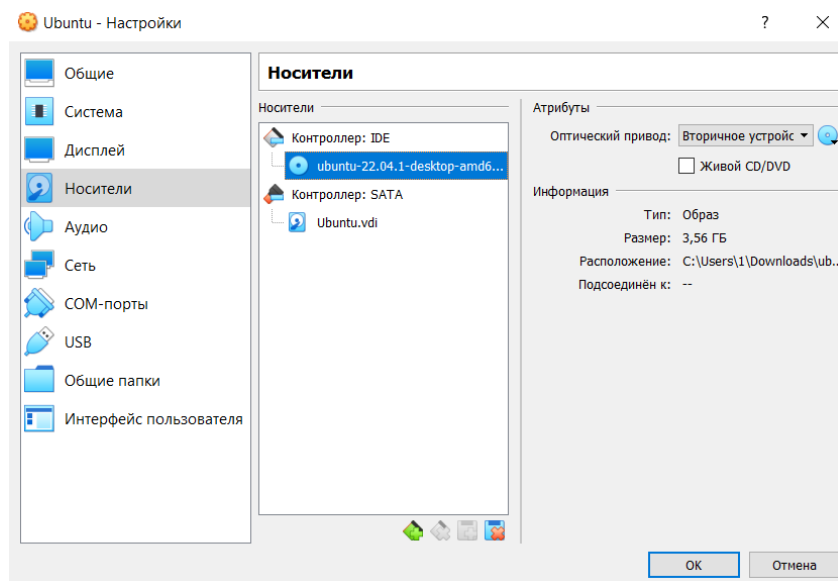 Ubuntu - Настройки
?
Общие
Система
Дисплей
Носители
Аудио
Сеть
COM-порты
USB
Общие папки
Интерфейс пользователя
Носители
Носители
Контроллер: IDE
ubuntu-22.04.1-desktop-amd6...
Контроллер: SATA
Ubuntu.vdi
Атрибуты
Оптический привод: Вторичное устройс
Живой CD/DVD
Информация
Тип: Образ
Размер: 3,56 ГБ
Расположение: C:\Users\1\Downloads\ub..
Подсоединён к: --
OK
Отмена